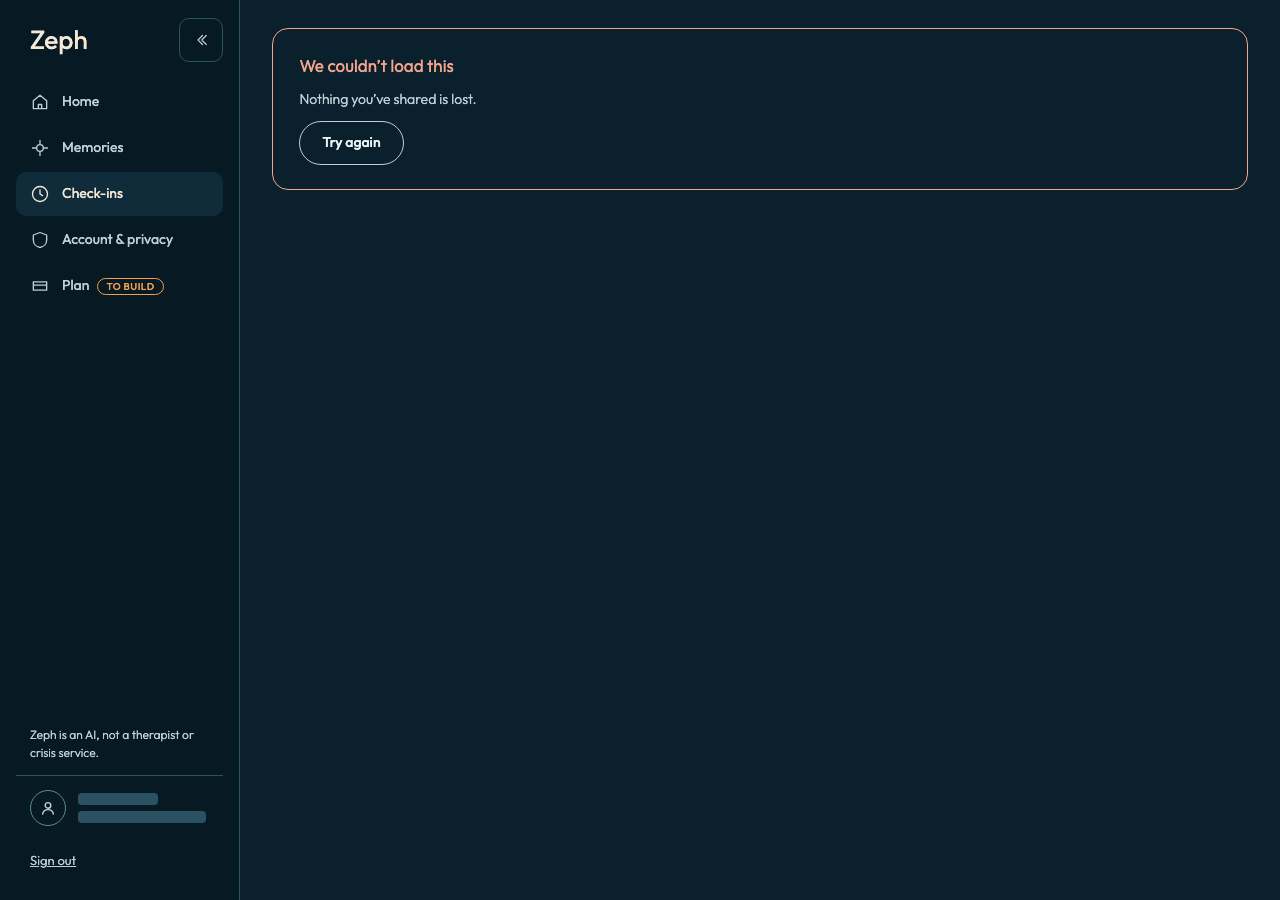 Zeph
Home
Memories
Check-ins
Account & privacy
Plan TO BUILD
We couldn’t load this
Nothing you’ve shared is lost.
Try again
Zeph is an AI, not a therapist or
crisis service.
Sign out